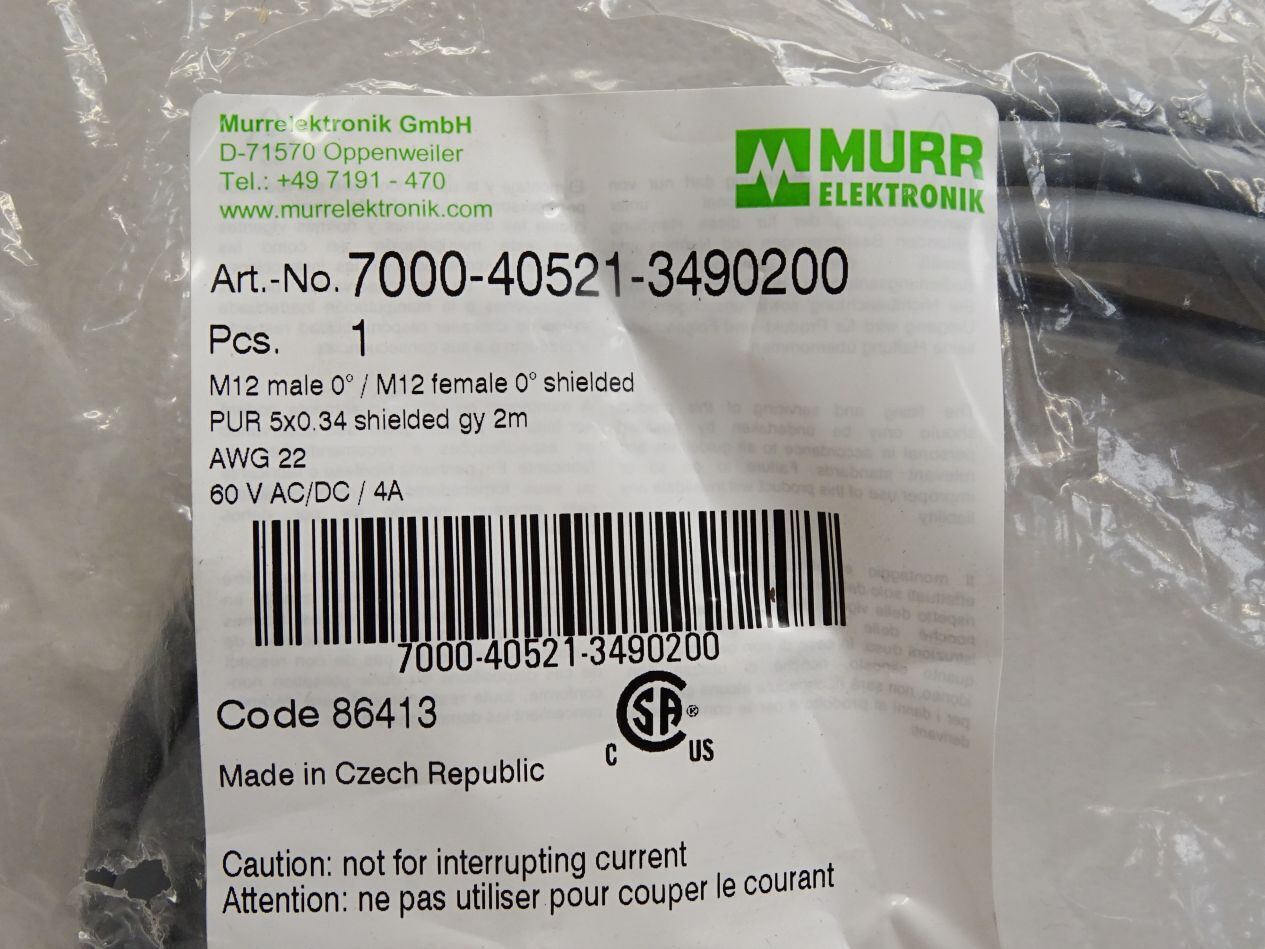 Murrelektronik GmbH
D-71570 Oppenweiler
Tel.: +49 7191 - 470
www.murrelektronik.com
MURR
ELEKTRONIK
Art.-No. 7000-40521-3490200
Pcs. 1
M12 male 0° / M12 female 0° shielded
PUR 5x0.34 shielded gy 2m
AWG 22
60 V AC/DC / 4A
7000-40521-3490200
Code 86413
SA®
C US
Made in Czech Republic
Caution: not for interrupting current
Attention: ne pas utiliser pour couper le courant